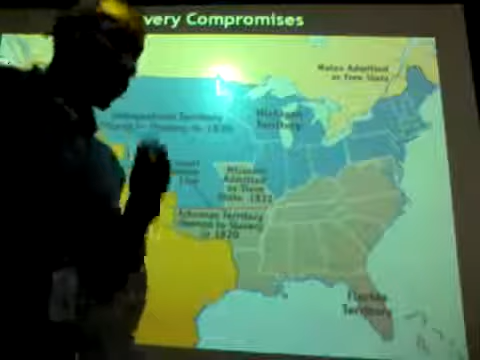 very Compromises
Maine Admitted
as Free State
Unorganized Territory
Closed to Slavery in 1820
Michigan
Territory
Missouri
Admitted
as Slave
State 1821
Arkansas Territory
Opened to Slavery
in 1820
Florida
Territory